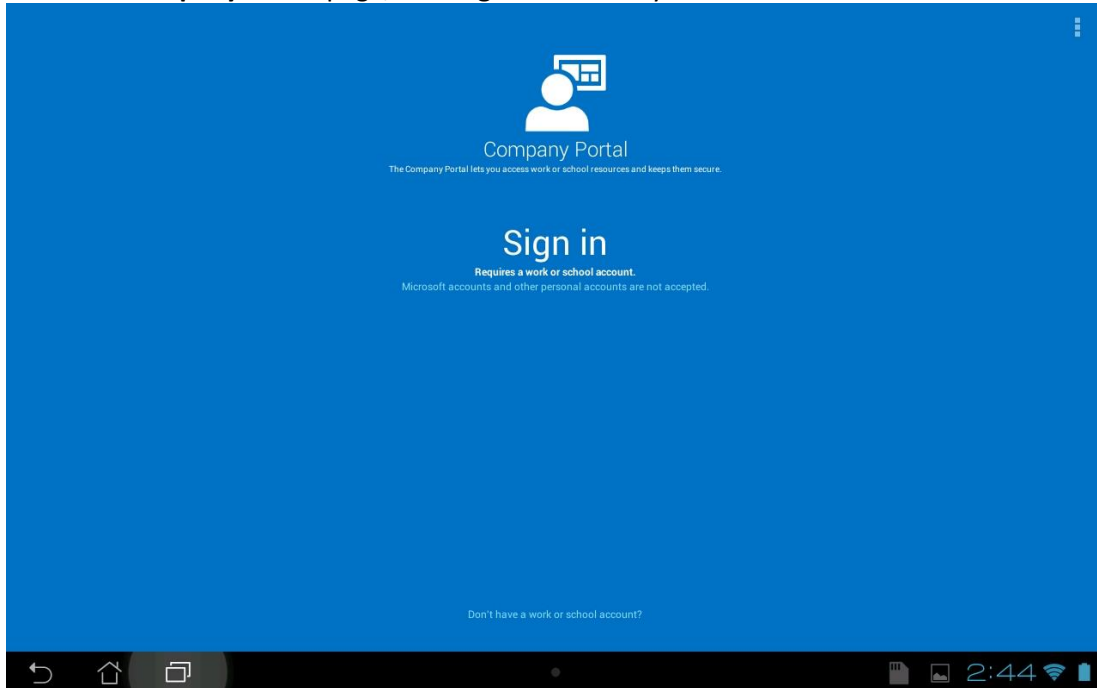 Company Portal
The Company Portal lets you access work or school resources and keeps them secure.
Sign in
Requires a work or school account.
Microsoft accounts and other personal accounts are not accepted.
Don't have a work or school account?
2:44